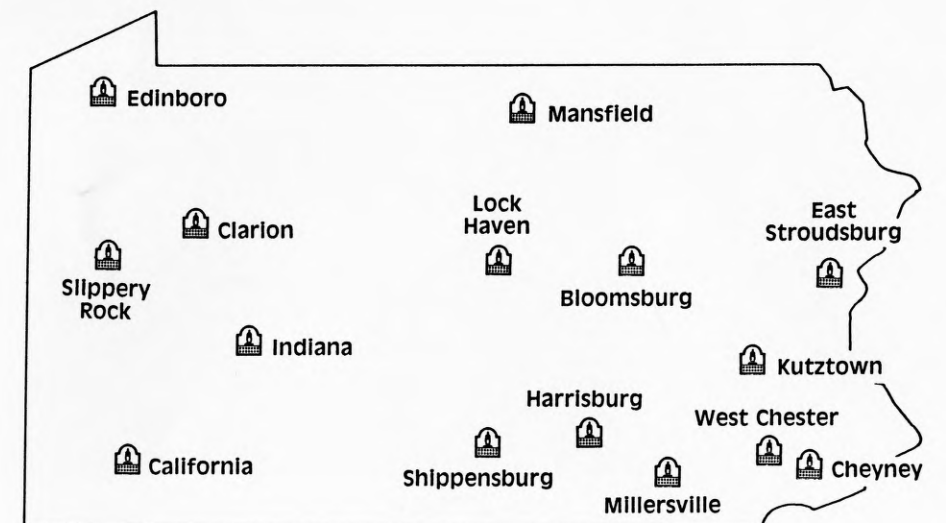 Edinboro
Mansfield
Lock
Haven
East
Stroudsburg
Clarion
Slippery
Rock
Bloomsburg
Indiana
Kutztown
Harrisburg
West Chester
California
Shippensburg
Cheyney
Millersville